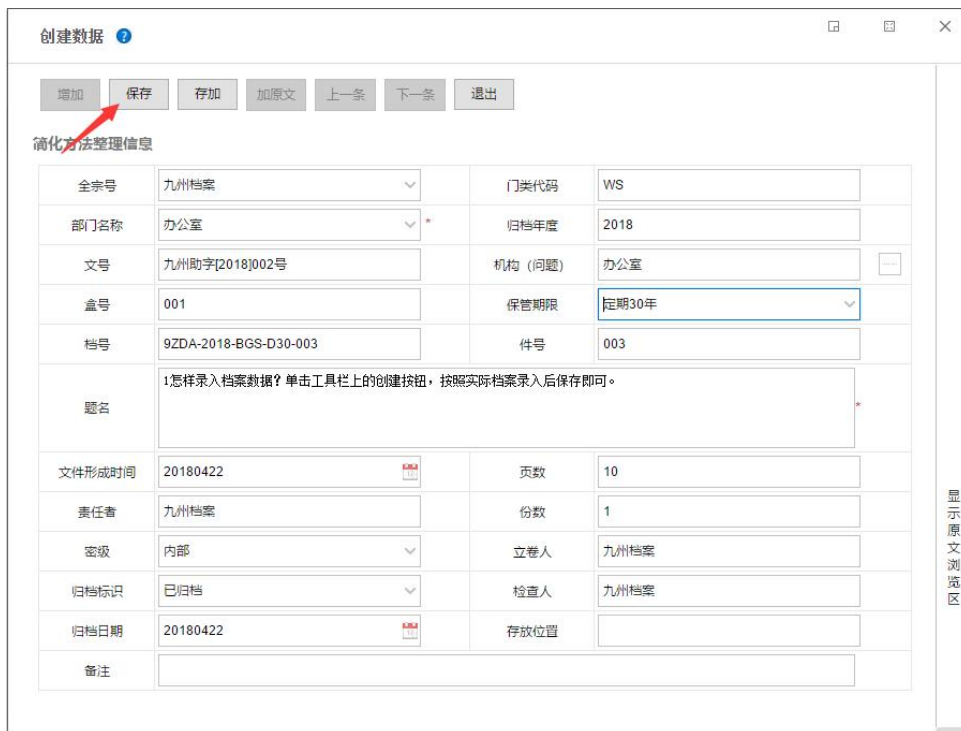 创建数据 ?
增加 保存 存加 加原文 上一条 下一条 退出
简化方法整理信息
全宗号 九州档案 门类代码 WS
部门名称 办公室 * 归档年度 2018
文号 九州助字[2018]002号 机构（问题） 办公室 ...
盒号 001 保管期限 定期30年
档号 9ZDA-2018-BGS-D30-003 件号 003
题名 1怎样录入档案数据？单击工具栏上的创建按钮，按照实际档案录入后保存即可。 *
文件形成时间 20180422 页数 10
责任者 九州档案 份数 1
密级 内部 立卷人 九州档案
归档标识 已归档 检查人 九州档案
归档日期 20180422 存放位置
备注
显示原文浏览区